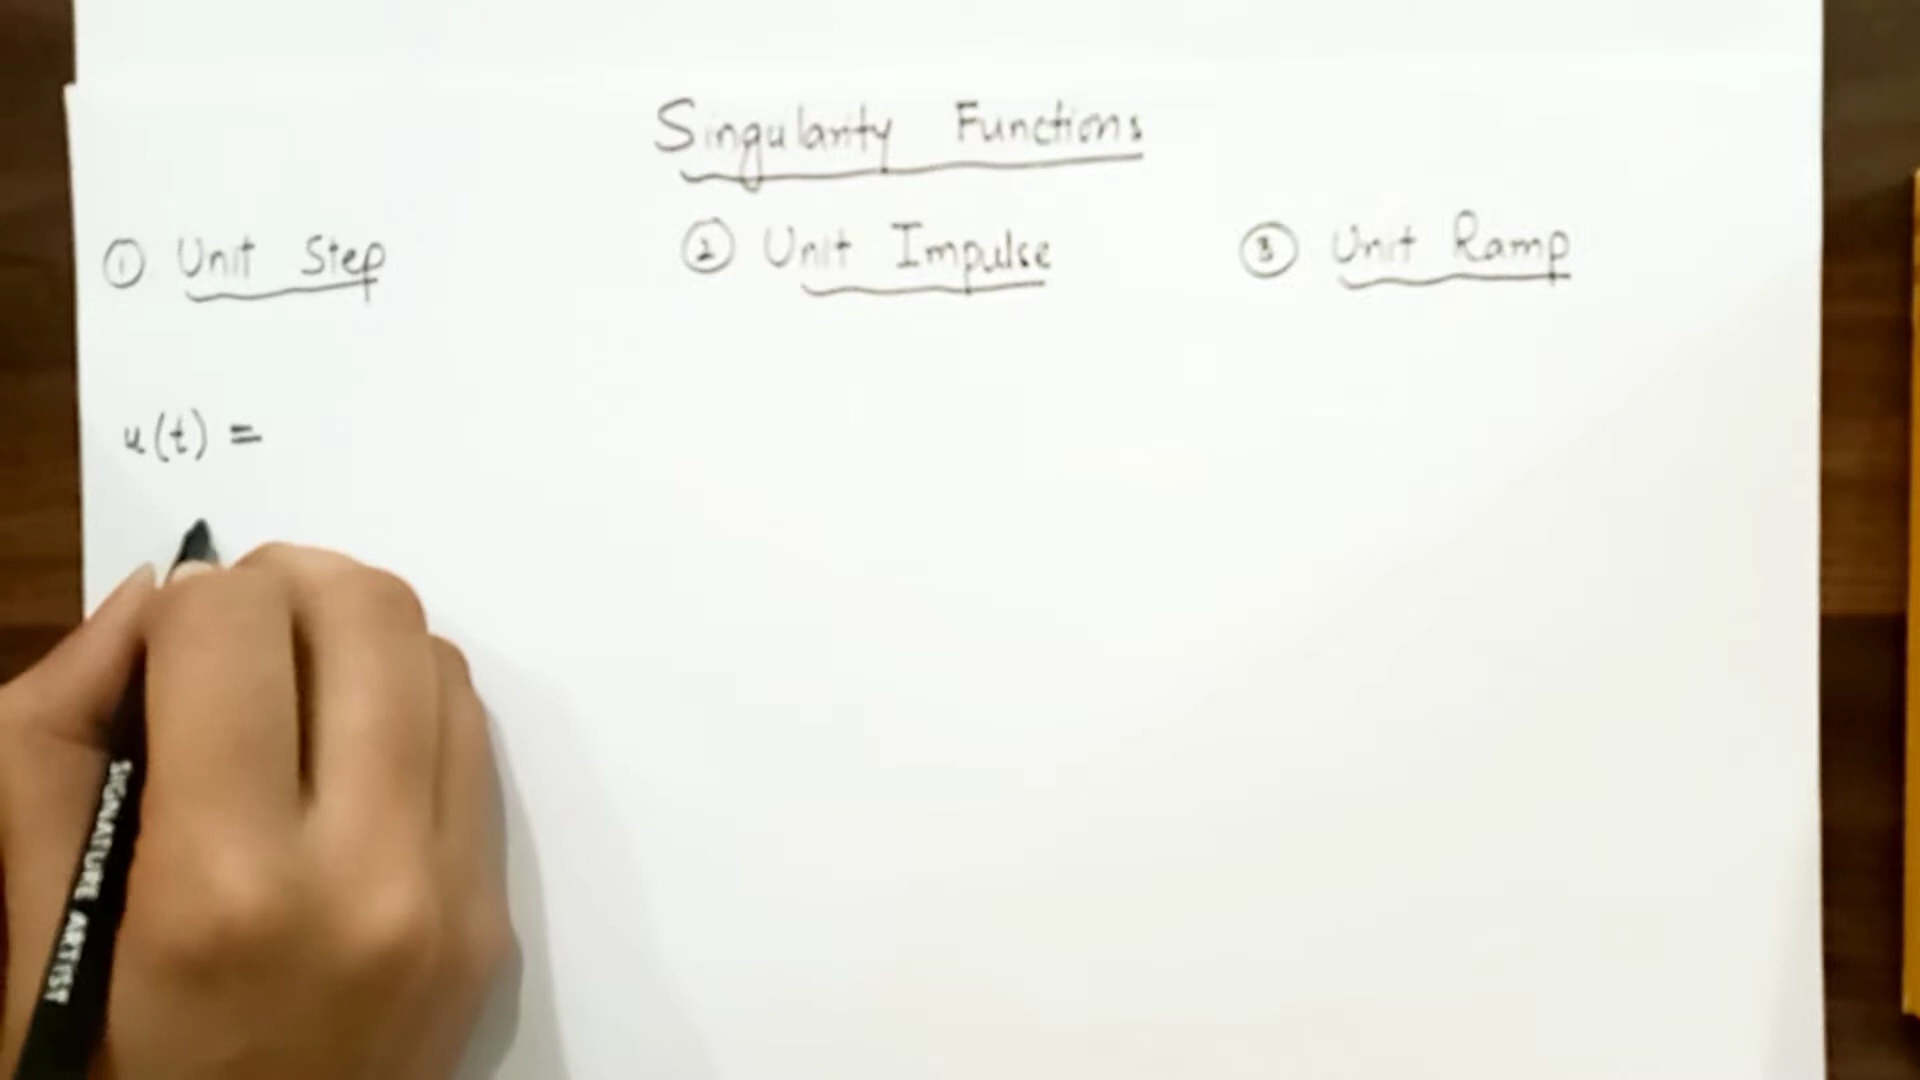 Singularity Functions
① Unit Step
② Unit Impulse
③ Unit Ramp
u(t) =
SIGNATURE ARTIST